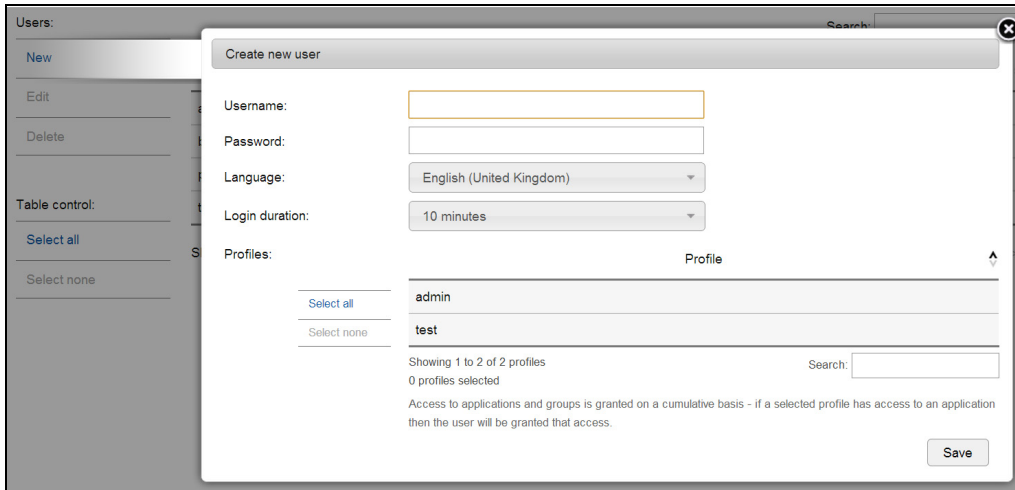 Users:
Search:
New
Create new user
Edit
Username:
Delete
Password:
Language:
English (United Kingdom)
Table control:
Login duration:
10 minutes
Select all
Profiles:
Profile
Select none
Select all
admin
Select none
test
Showing 1 to 2 of 2 profiles
Search:
0 profiles selected
Access to applications and groups is granted on a cumulative basis - if a selected profile has access to an application
then the user will be granted that access.
Save